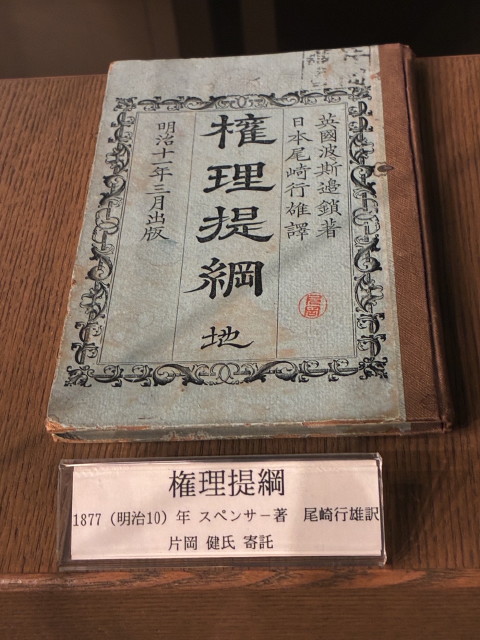 英國波斯邊鎖著
日本尾崎行雄譯
權理提綱 地
明治十一年三月出版
権理提綱
1877（明治10）年 スペンサー著 尾崎行雄訳
片岡 健氏 寄託